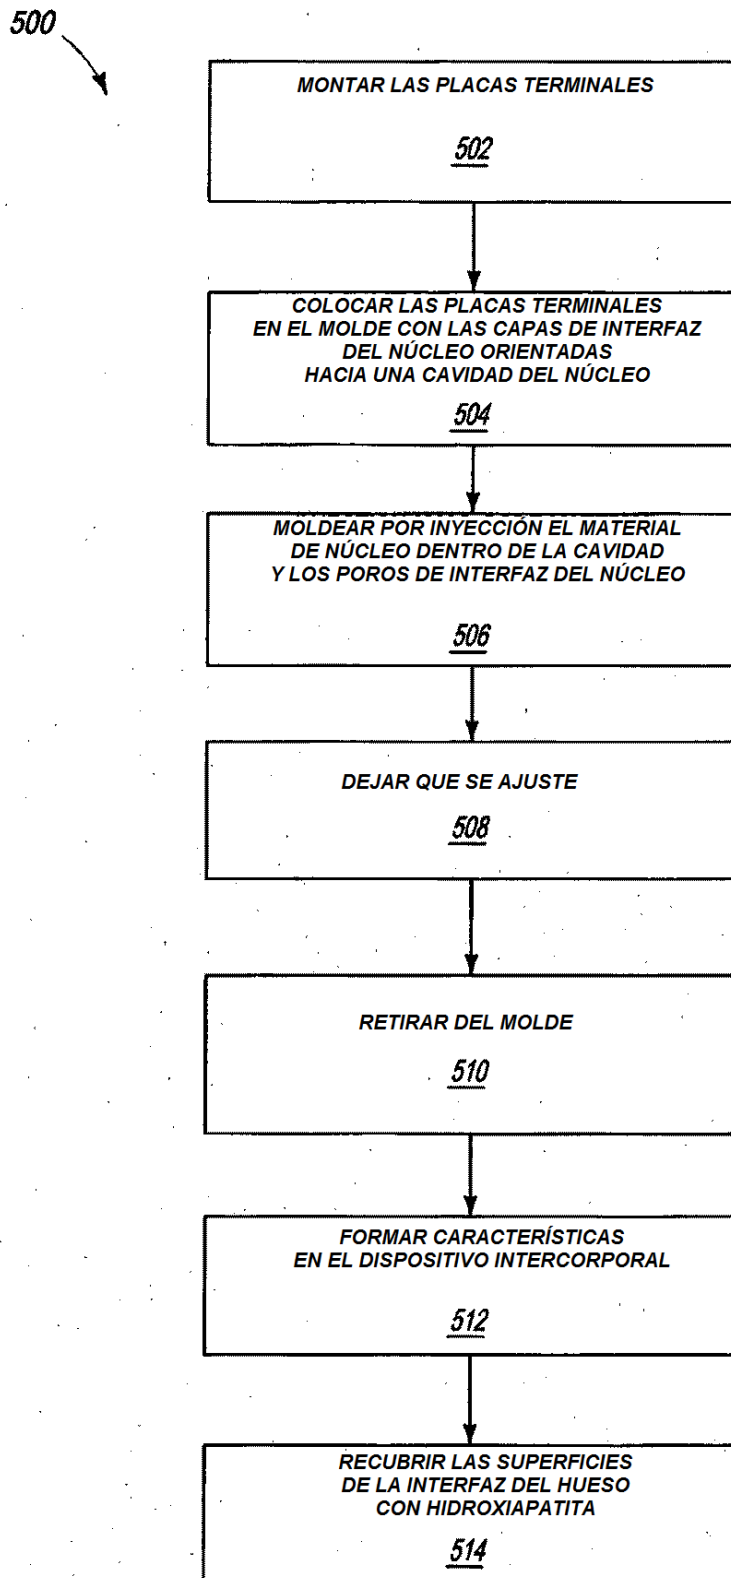 500
MONTAR LAS PLACAS TERMINALES
502
COLOCAR LAS PLACAS TERMINALES
EN EL MOLDE CON LAS CAPAS DE INTERFAZ
DEL NÚCLEO ORIENTADAS
HACIA UNA CAVIDAD DEL NÚCLEO
504
MOLDEAR POR INYECCIÓN EL MATERIAL
DE NÚCLEO DENTRO DE LA CAVIDAD
Y LOS POROS DE INTERFAZ DEL NÚCLEO
506
DEJAR QUE SE AJUSTE
508
RETIRAR DEL MOLDE
510
FORMAR CARACTERÍSTICAS
EN EL DISPOSITIVO INTERCORPORAL
512
RECUBRIR LAS SUPERFICIES
DE LA INTERFAZ DEL HUESO
CON HIDROXIAPATITA
514